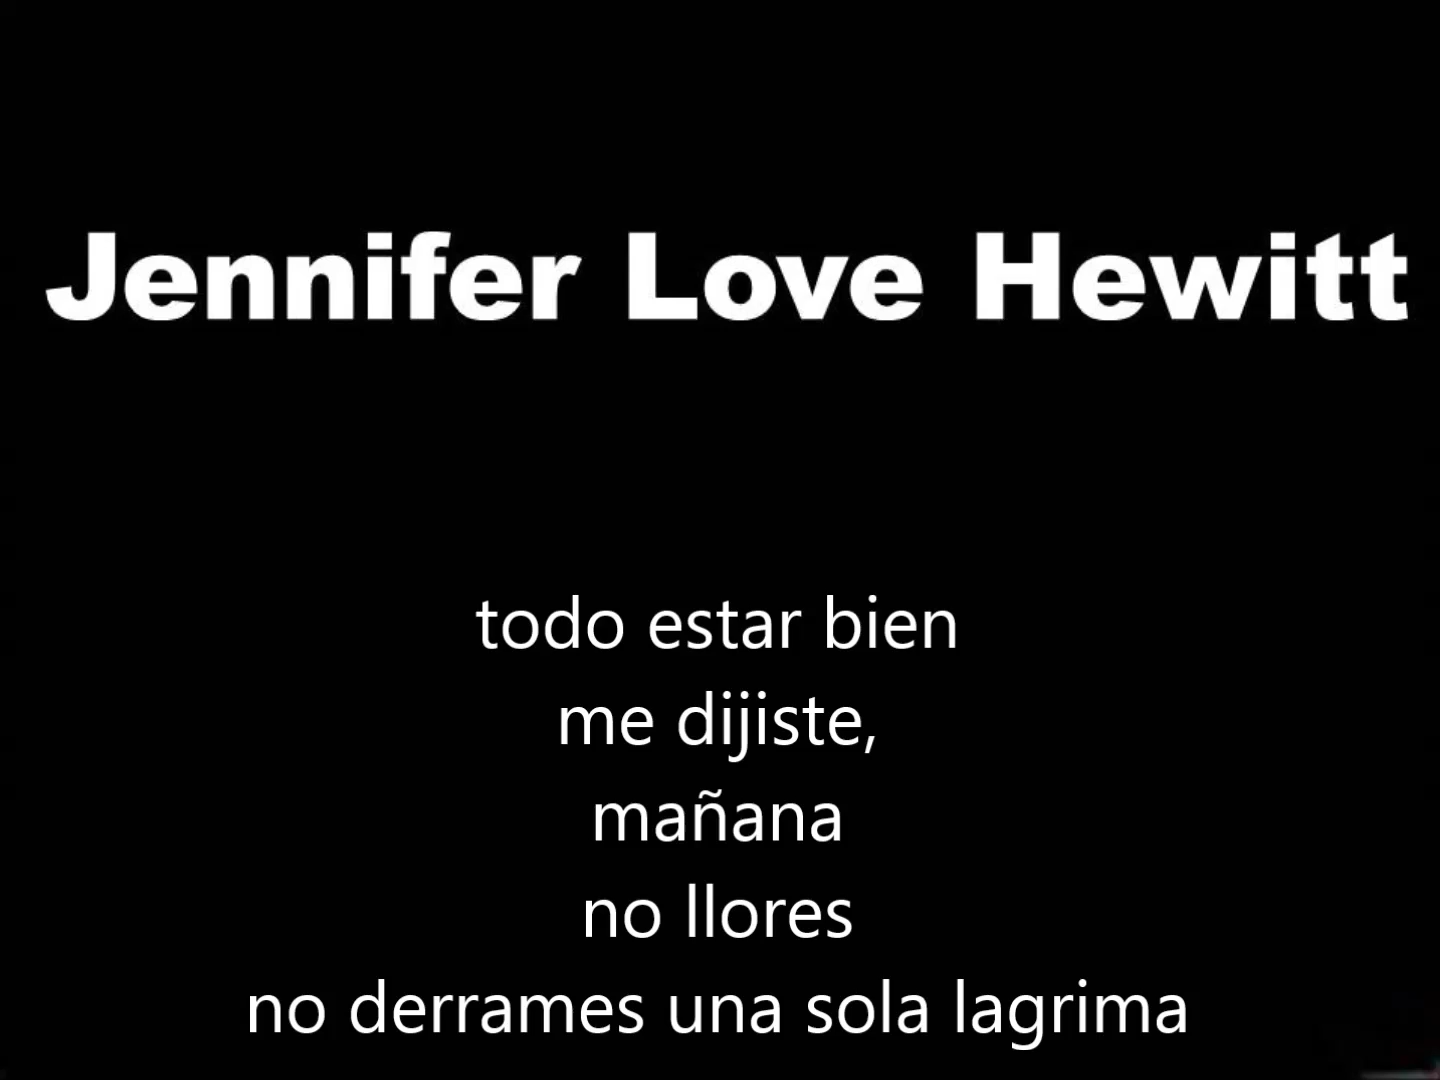 Jennifer Love Hewitt
todo estar bien
me dijiste,
mañana
no llores
no derrames una sola lagrima